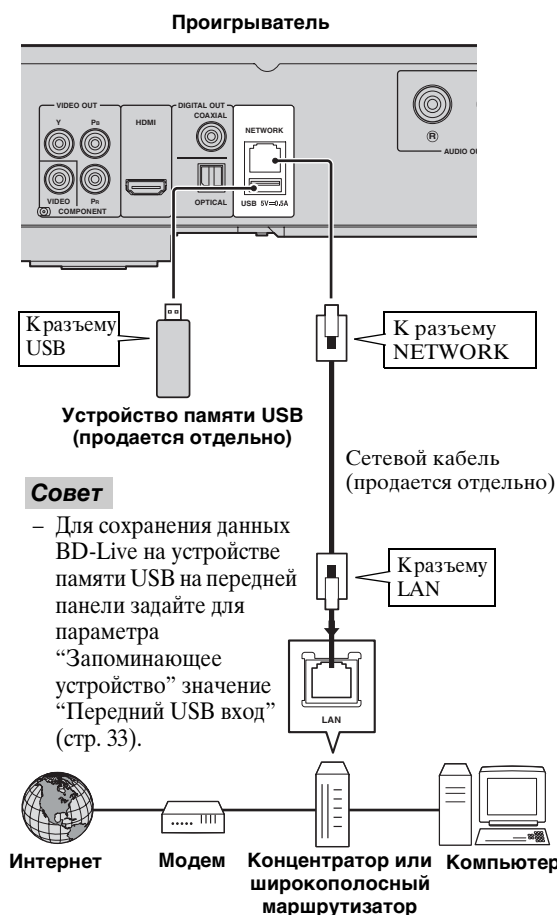 Проигрыватель
VIDEO OUT
DIGITAL OUT
COAXIAL
Y
PB
HDMI
NETWORK
R
AUDIO OU
VIDEO
PR
OPTICAL
USB 5V⎓0.5A
COMPONENT
К разъему
USB
К разъему
NETWORK
Устройство памяти USB
(продается отдельно)
Сетевой кабель
(продается отдельно)
Совет
– Для сохранения данных
BD-Live на устройстве
памяти USB на передней
панели задайте для
параметра
“Запоминающее
устройство” значение
“Передний USB вход”
(стр. 33).
К разъему
LAN
LAN
Интернет
Модем
Концентратор или
широкополосный
маршрутизатор
Компьютер